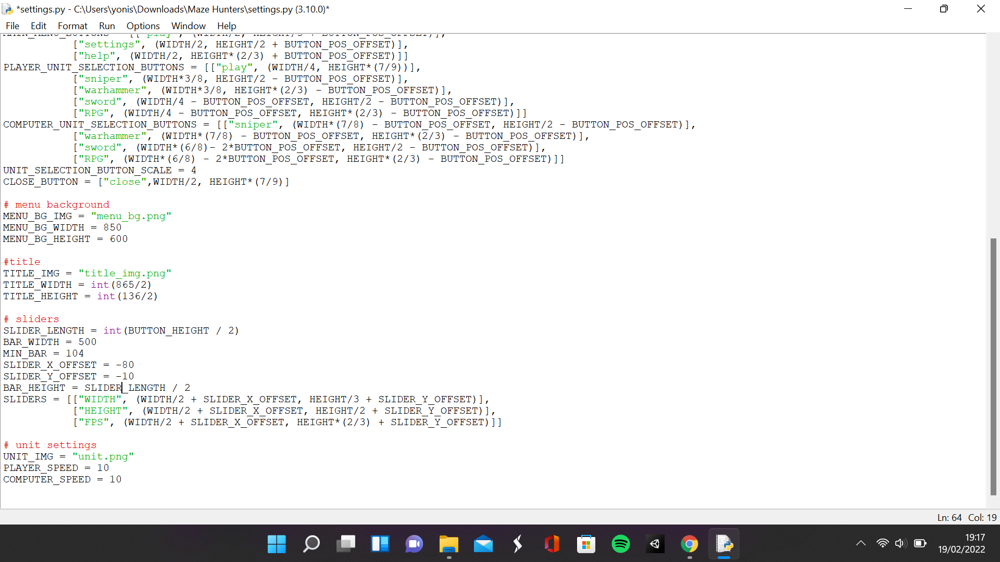 *settings.py - C:\Users\yonis\Downloads\Maze Hunters\settings.py (3.10.0)*
File Edit Format Run Options Window Help
MAIN_MENU_BUTTONS = [["play", (WIDTH/2, HEIGHT/3 + BUTTON_POS_OFFSET)],
["settings", (WIDTH/2, HEIGHT/2 + BUTTON_POS_OFFSET)],
["help", (WIDTH/2, HEIGHT*(2/3) + BUTTON_POS_OFFSET)]]
PLAYER_UNIT_SELECTION_BUTTONS = [["play", (WIDTH/4, HEIGHT*(7/9))],
["sniper", (WIDTH*3/8, HEIGHT/2 - BUTTON_POS_OFFSET)],
["warhammer", (WIDTH*3/8, HEIGHT*(2/3) - BUTTON_POS_OFFSET)],
["sword", (WIDTH/4 - BUTTON_POS_OFFSET, HEIGHT/2 - BUTTON_POS_OFFSET)],
["RPG", (WIDTH/4 - BUTTON_POS_OFFSET, HEIGHT*(2/3) - BUTTON_POS_OFFSET)]]
COMPUTER_UNIT_SELECTION_BUTTONS = [["sniper", (WIDTH*(7/8) - BUTTON_POS_OFFSET, HEIGHT/2 - BUTTON_POS_OFFSET)],
["warhammer", (WIDTH*(7/8) - BUTTON_POS_OFFSET, HEIGHT*(2/3) - BUTTON_POS_OFFSET)],
["sword", (WIDTH*(6/8)- 2*BUTTON_POS_OFFSET, HEIGHT/2 - BUTTON_POS_OFFSET)],
["RPG", (WIDTH*(6/8) - 2*BUTTON_POS_OFFSET, HEIGHT*(2/3) - BUTTON_POS_OFFSET)]]
UNIT_SELECTION_BUTTON_SCALE = 4
CLOSE_BUTTON = ["close",WIDTH/2, HEIGHT*(7/9)]
# menu background
MENU_BG_IMG = "menu_bg.png"
MENU_BG_WIDTH = 850
MENU_BG_HEIGHT = 600
#title
TITLE_IMG = "title_img.png"
TITLE_WIDTH = int(865/2)
TITLE_HEIGHT = int(136/2)
# sliders
SLIDER_LENGTH = int(BUTTON_HEIGHT / 2)
BAR_WIDTH = 500
MIN_BAR = 104
SLIDER_X_OFFSET = -80
SLIDER_Y_OFFSET = -10
BAR_HEIGHT = SLIDER_LENGTH / 2
SLIDERS = [["WIDTH", (WIDTH/2 + SLIDER_X_OFFSET, HEIGHT/3 + SLIDER_Y_OFFSET)],
["HEIGHT", (WIDTH/2 + SLIDER_X_OFFSET, HEIGHT/2 + SLIDER_Y_OFFSET)],
["FPS", (WIDTH/2 + SLIDER_X_OFFSET, HEIGHT*(2/3) + SLIDER_Y_OFFSET)]]
# unit settings
UNIT_IMG = "unit.png"
PLAYER_SPEED = 10
COMPUTER_SPEED = 10
Ln: 64 Col: 19
19:17
19/02/2022